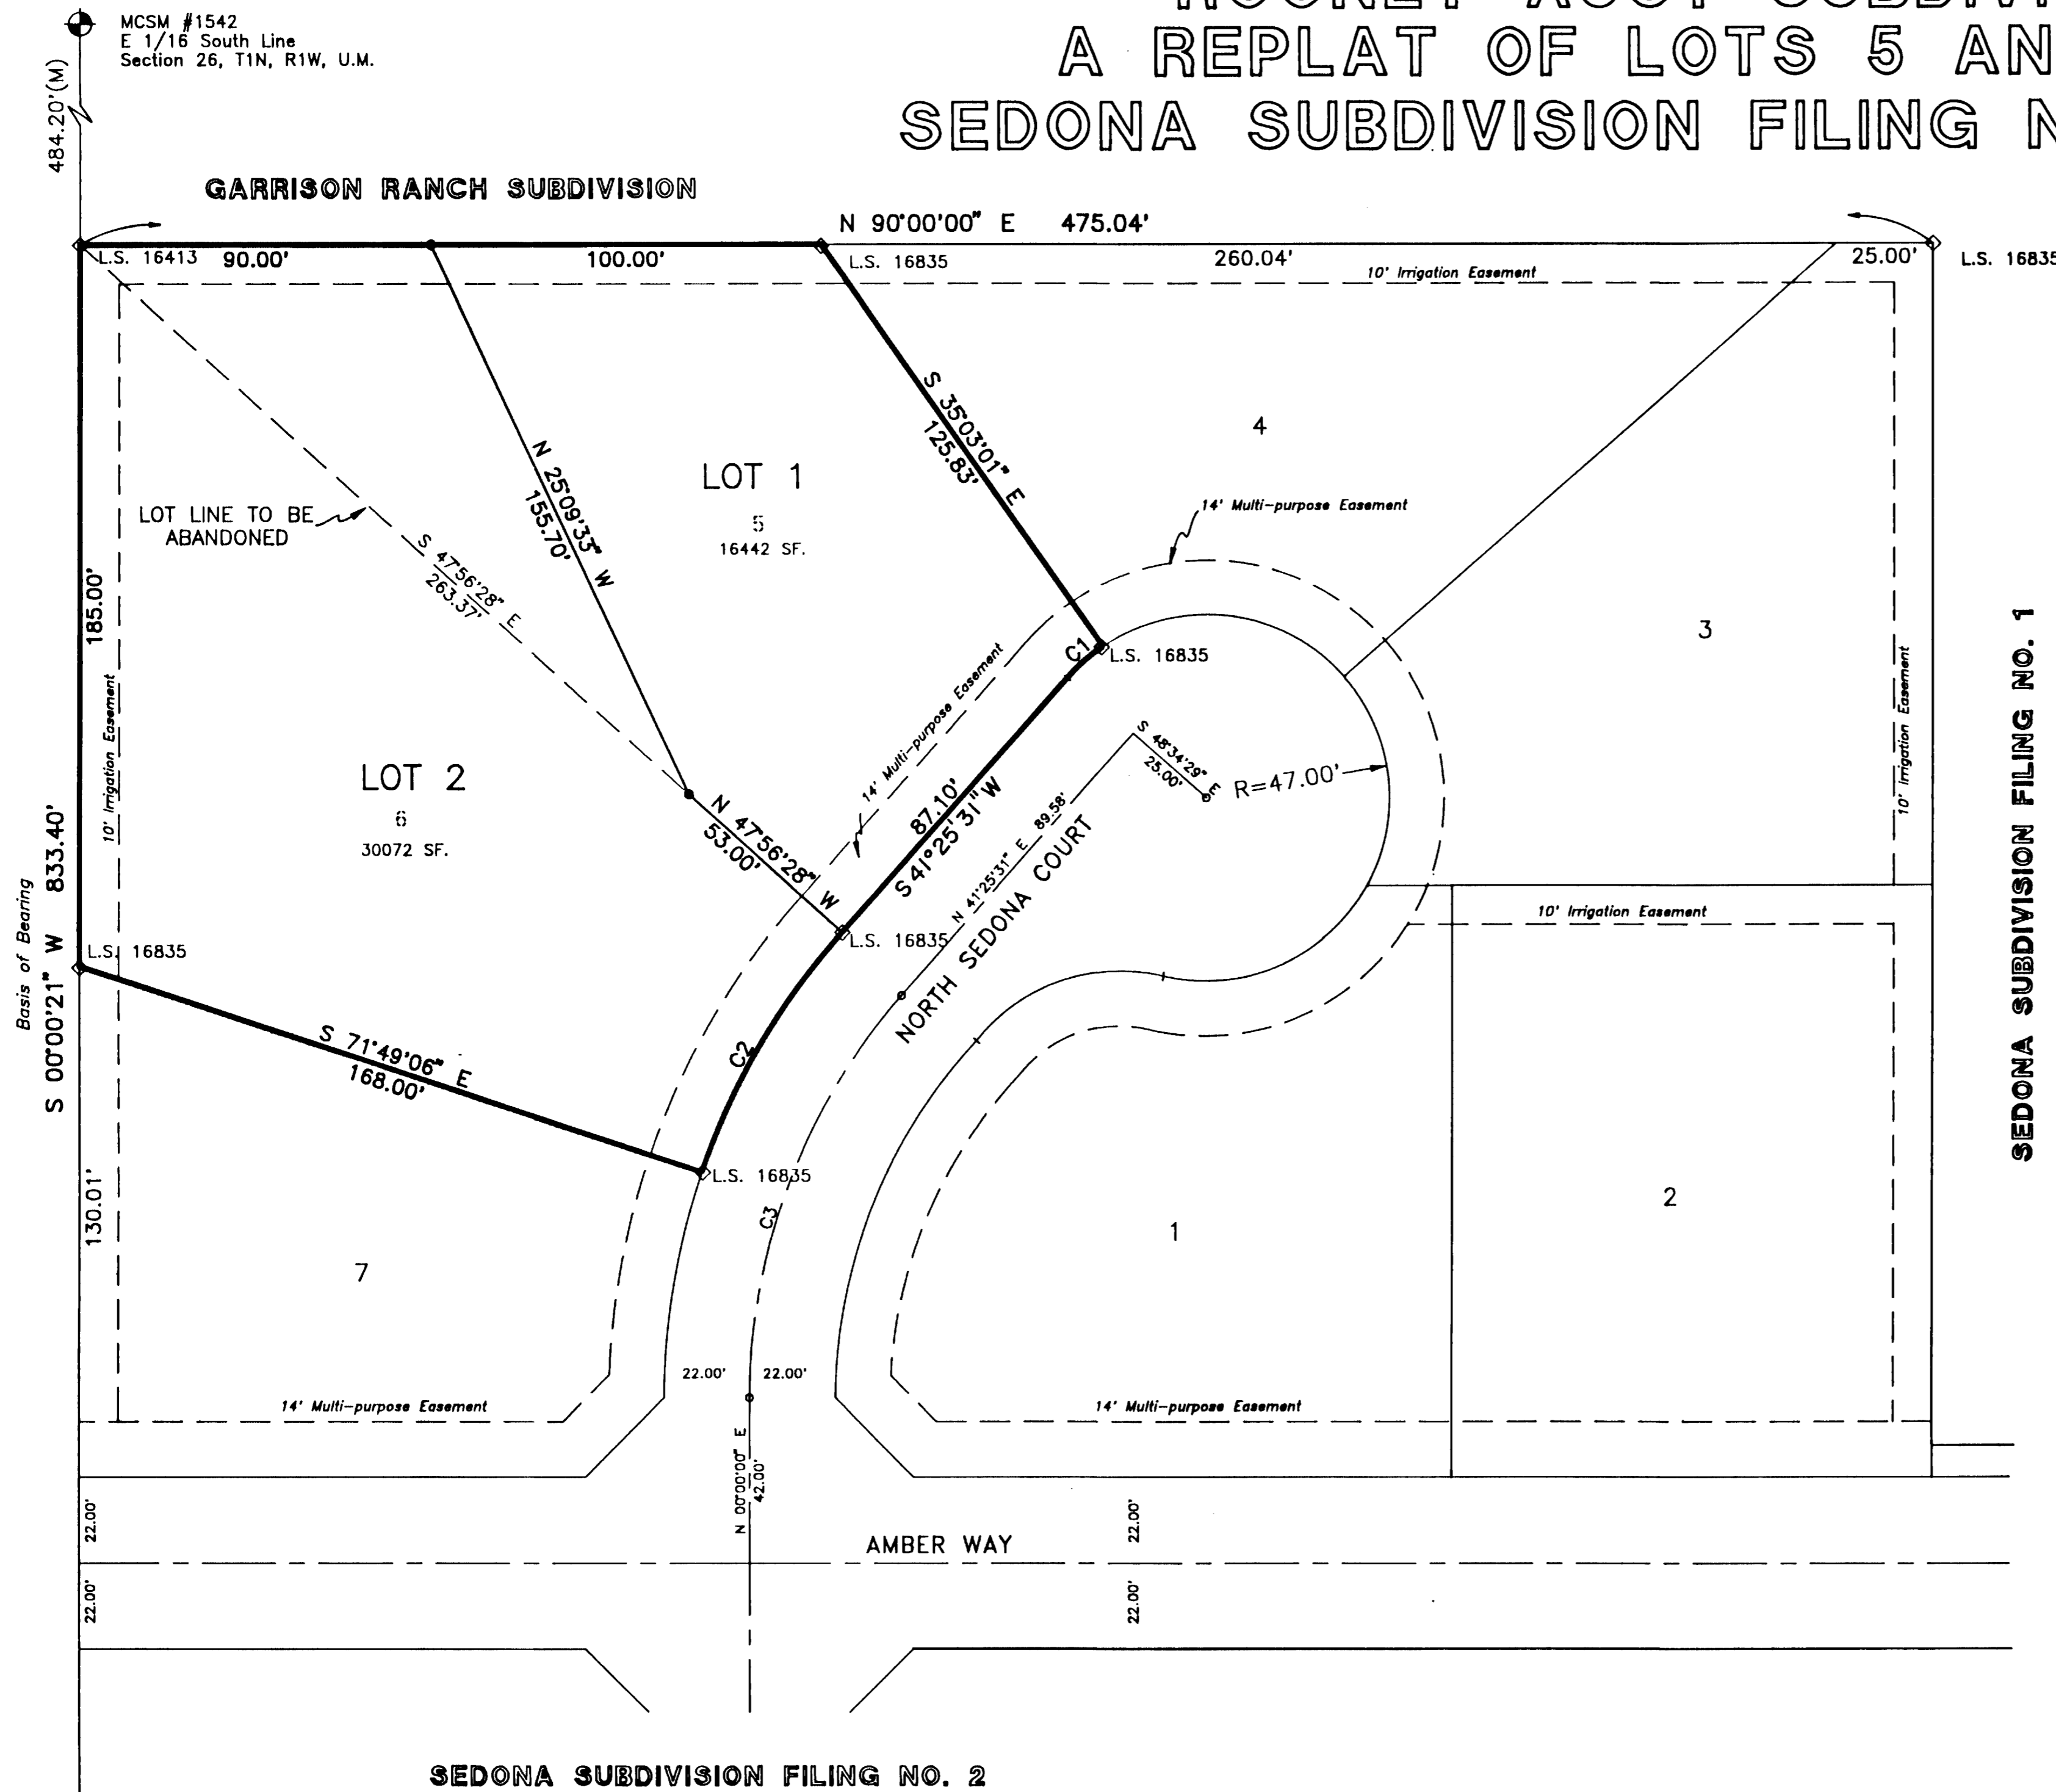 MCSM #1542
E 1/16 South Line
Section 26, T1N, R1W, U.M.
484.20'(M)
A REPLAT OF LOTS 5 AN
SEDONA SUBDIVISION FILING N
GARRISON RANCH SUBDIVISION
N 90°00'00" E 475.04'
L.S. 16413
90.00'
100.00'
L.S. 16835
260.04'
25.00'
L.S. 16835
10' Irrigation Easement
S 35°03'01" E
125.83'
4
LOT 1
5
16442 SF.
N 25°09'33" W
155.70'
14' Multi-purpose Easement
LOT LINE TO BE
ABANDONED
S 47°56'28" E
263.37'
185.00'
10' Irrigation Easement
3
10' Irrigation Easement
SEDONA SUBDIVISION FILING NO. 1
C1
L.S. 16835
14' Multi-purpose Easement
S 48°34'29" E
25.00'
R=47.00'
LOT 2
6
30072 SF.
N 47°56'28" W
53.00'
87.10'
S 41°25'31" W
N 41°25'31" E 89.58'
NORTH SEDONA COURT
Basis of Bearing
S 00°00'21" W 833.40'
L.S. 16835
L.S. 16835
10' Irrigation Easement
S 71°49'06" E
168.00'
C2
L.S. 16835
130.01'
C3
2
1
7
22.00'
22.00'
14' Multi-purpose Easement
14' Multi-purpose Easement
N 00°00'00" E
42.00'
22.00'
22.00'
AMBER WAY
22.00'
22.00'
SEDONA SUBDIVISION FILING NO. 2